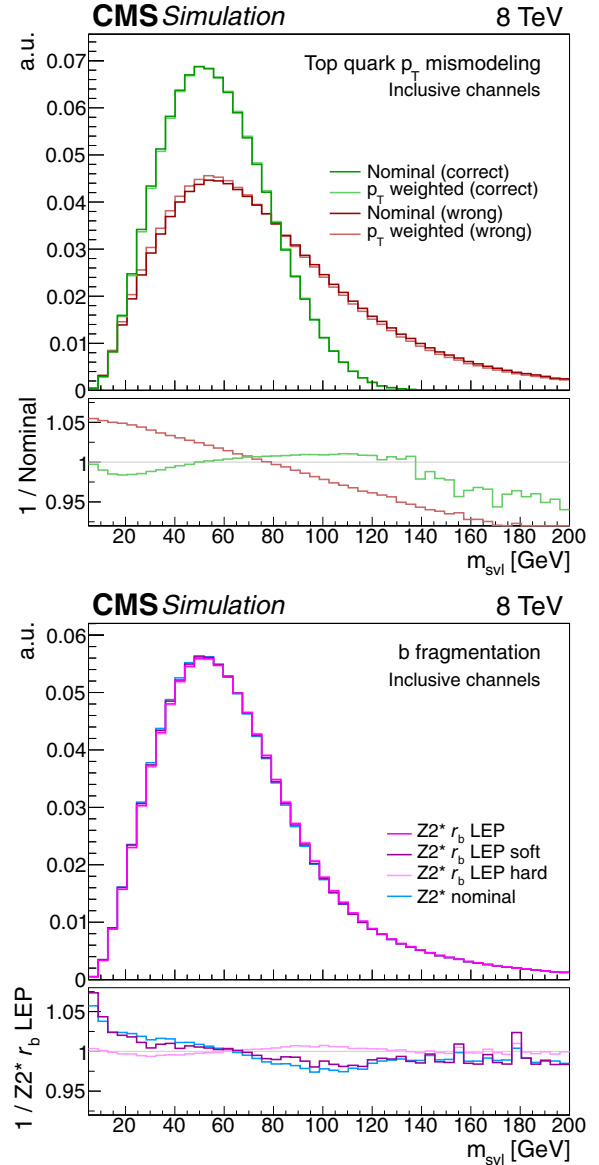 CMS Simulation 8 TeV
a.u.
Top quark p_T mismodeling
Inclusive channels
0.07
0.06
0.05
0.04
0.03
0.02
0.01
0
Nominal (correct)
p_T weighted (correct)
Nominal (wrong)
p_T weighted (wrong)
1 / Nominal
1.05
1
0.95
20 40 60 80 100 120 140 160 180 200
m_svl [GeV]
CMS Simulation 8 TeV
a.u.
b fragmentation
Inclusive channels
0.06
0.05
0.04
0.03
0.02
0.01
0
Z2* r_b LEP
Z2* r_b LEP soft
Z2* r_b LEP hard
Z2* nominal
1 / Z2* r_b LEP
1.05
1
0.95
20 40 60 80 100 120 140 160 180 200
m_svl [GeV]